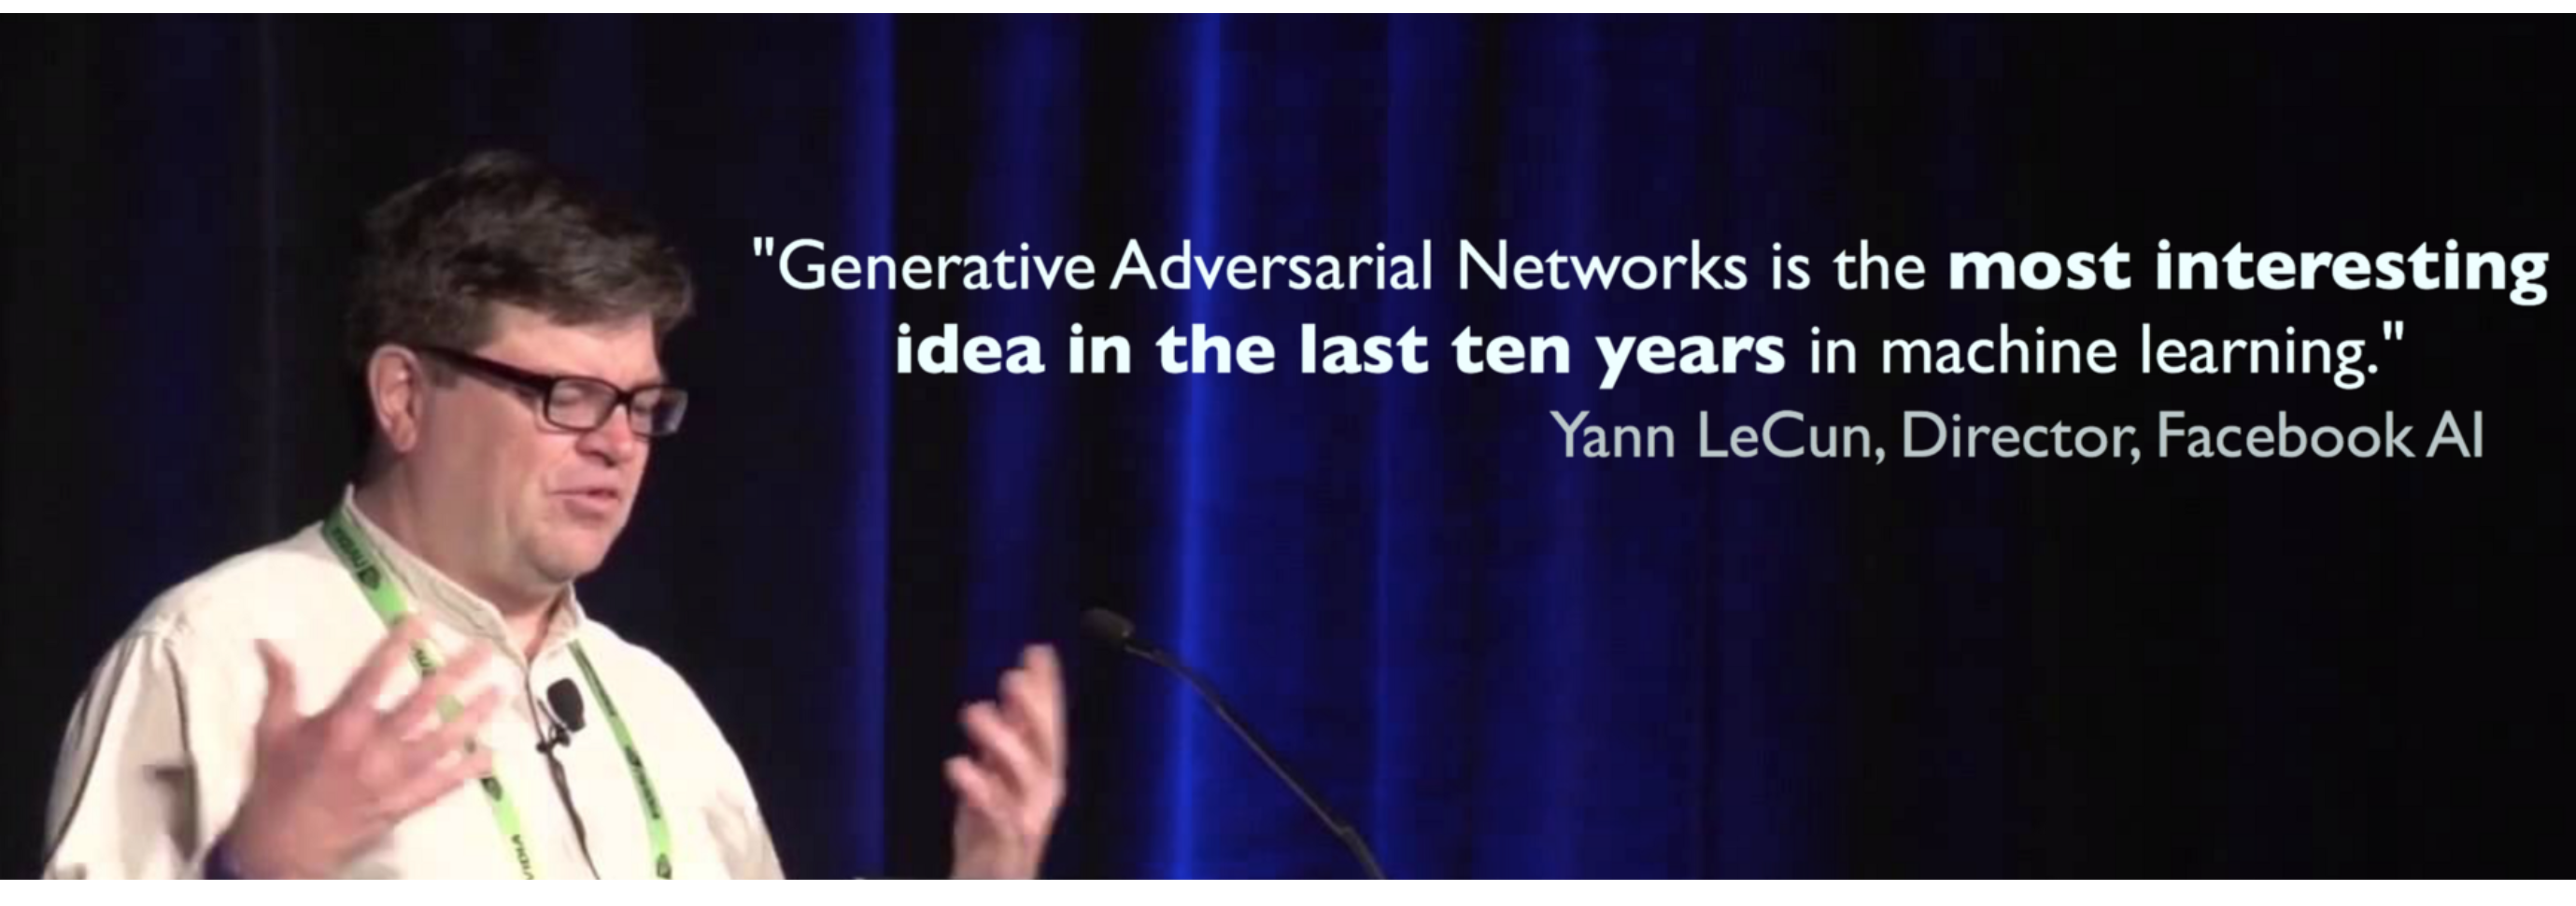 "Generative Adversarial Networks is the most interesting
idea in the last ten years in machine learning."
Yann LeCun, Director, Facebook AI
NVIDIA